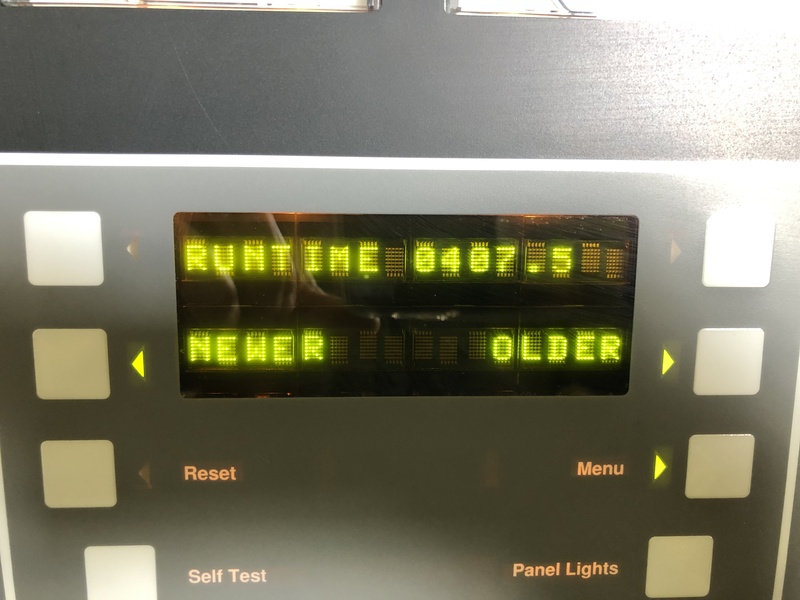 RUNTIME 0407.5
NEWER OLDER
Reset Menu
Self Test Panel Lights